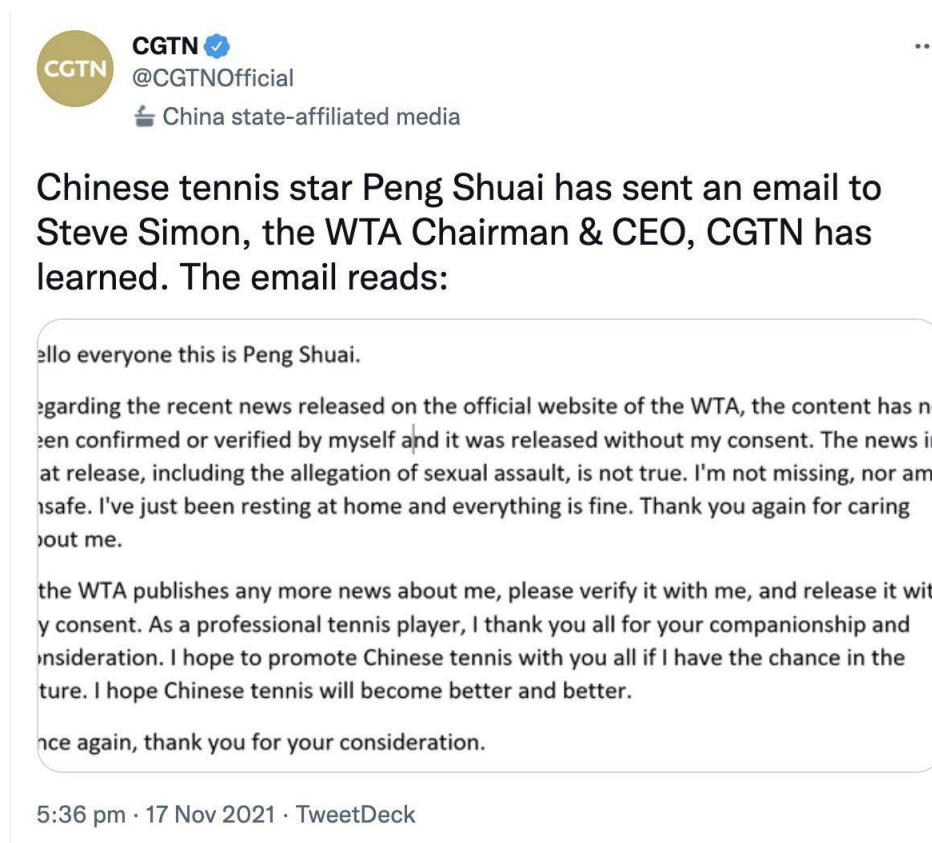 CGTN
CGTN
@CGTNOfficial
China state-affiliated media
Chinese tennis star Peng Shuai has sent an email to
Steve Simon, the WTA Chairman & CEO, CGTN has
learned. The email reads:
ello everyone this is Peng Shuai.
egarding the recent news released on the official website of the WTA, the content has n
een confirmed or verified by myself and it was released without my consent. The news i
at release, including the allegation of sexual assault, is not true. I'm not missing, nor am
nsafe. I've just been resting at home and everything is fine. Thank you again for caring
bout me.
the WTA publishes any more news about me, please verify it with me, and release it wit
y consent. As a professional tennis player, I thank you all for your companionship and
onsideration. I hope to promote Chinese tennis with you all if I have the chance in the
ture. I hope Chinese tennis will become better and better.
nce again, thank you for your consideration.
5:36 pm · 17 Nov 2021 · TweetDeck